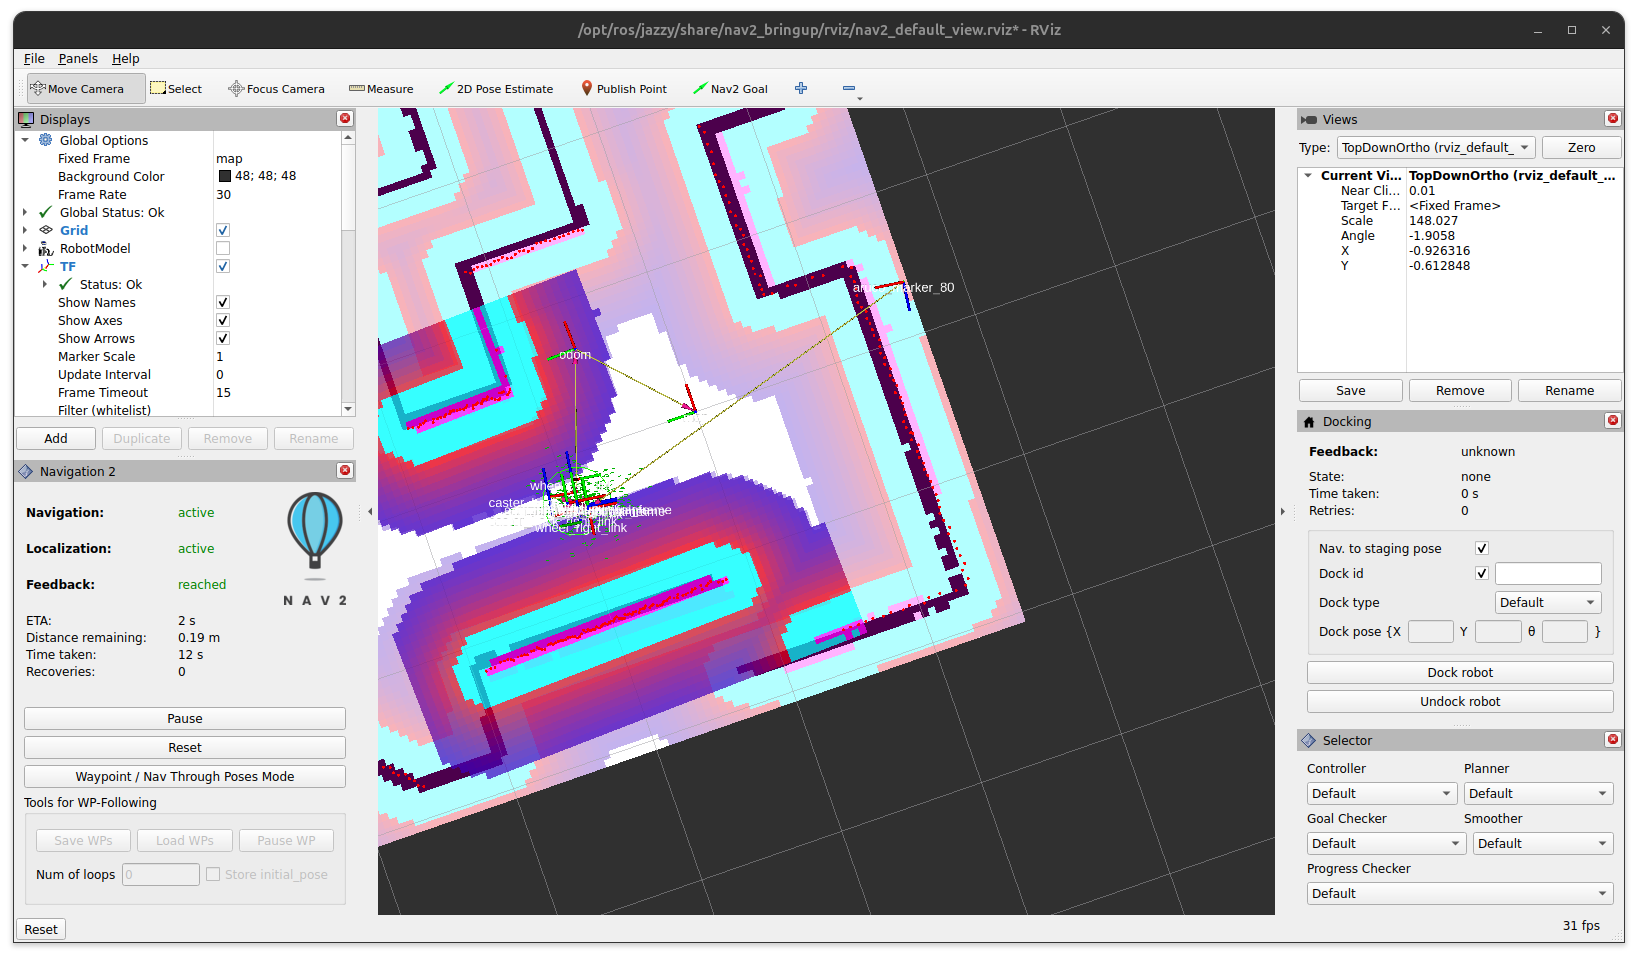 /opt/ros/jazzy/share/nav2_bringup/rviz/nav2_default_view.rviz* - RViz
File Panels Help
Move Camera Select Focus Camera Measure 2D Pose Estimate Publish Point Nav2 Goal
Displays
Global Options
Fixed Frame map
Background Color 48; 48; 48
Frame Rate 30
Global Status: Ok
Grid
RobotModel
TF
Status: Ok
Show Names
Show Axes
Show Arrows
Marker Scale 1
Update Interval 0
Frame Timeout 15
Filter (whitelist)
Add Duplicate Remove Rename
Navigation 2
Navigation: active
Localization: active
Feedback: reached
NAV2
ETA: 2 s
Distance remaining: 0.19 m
Time taken: 12 s
Recoveries: 0
Pause
Reset
Waypoint / Nav Through Poses Mode
Tools for WP-Following
Save WPs Load WPs Pause WP
Num of loops 0 Store initial_pose
Reset
odom
wheel_right_link
Views
Type: TopDownOrtho (rviz_default_ Zero
Current Vi... TopDownOrtho (rviz_default_...
Near Cli... 0.01
Target F... <Fixed Frame>
Scale 148.027
Angle -1.9058
X -0.926316
Y -0.612848
Save Remove Rename
Docking
Feedback: unknown
State: none
Time taken: 0 s
Retries: 0
Nav. to staging pose
Dock id
Dock type Default
Dock pose {X Y θ }
Dock robot
Undock robot
Selector
Controller Planner
Default Default
Goal Checker Smoother
Default Default
Progress Checker
Default
31 fps